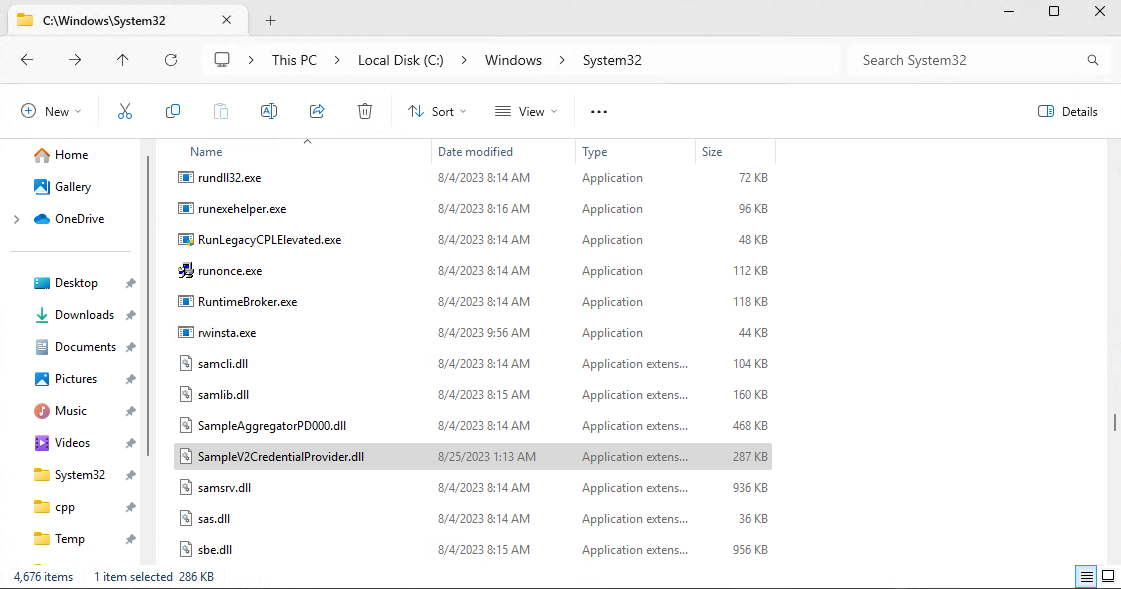 C:\Windows\System32
This PC > Local Disk (C:) > Windows > System32
Search System32
New
Sort
View
Details
Home
Gallery
OneDrive
Desktop
Downloads
Documents
Pictures
Music
Videos
System32
cpp
Temp
Name Date modified Type Size
rundll32.exe 8/4/2023 8:14 AM Application 72 KB
runexehelper.exe 8/4/2023 8:16 AM Application 96 KB
RunLegacyCPLElevated.exe 8/4/2023 8:14 AM Application 48 KB
runonce.exe 8/4/2023 8:14 AM Application 112 KB
RuntimeBroker.exe 8/4/2023 8:14 AM Application 118 KB
rwinsta.exe 8/4/2023 9:56 AM Application 44 KB
samcli.dll 8/4/2023 8:14 AM Application extens... 104 KB
samlib.dll 8/4/2023 8:15 AM Application extens... 160 KB
SampleAggregatorPD000.dll 8/4/2023 8:14 AM Application extens... 468 KB
SampleV2CredentialProvider.dll 8/25/2023 1:13 AM Application extens... 287 KB
samsrv.dll 8/4/2023 8:14 AM Application extens... 936 KB
sas.dll 8/4/2023 8:14 AM Application extens... 36 KB
sbe.dll 8/4/2023 8:15 AM Application extens... 956 KB
4,676 items 1 item selected 286 KB